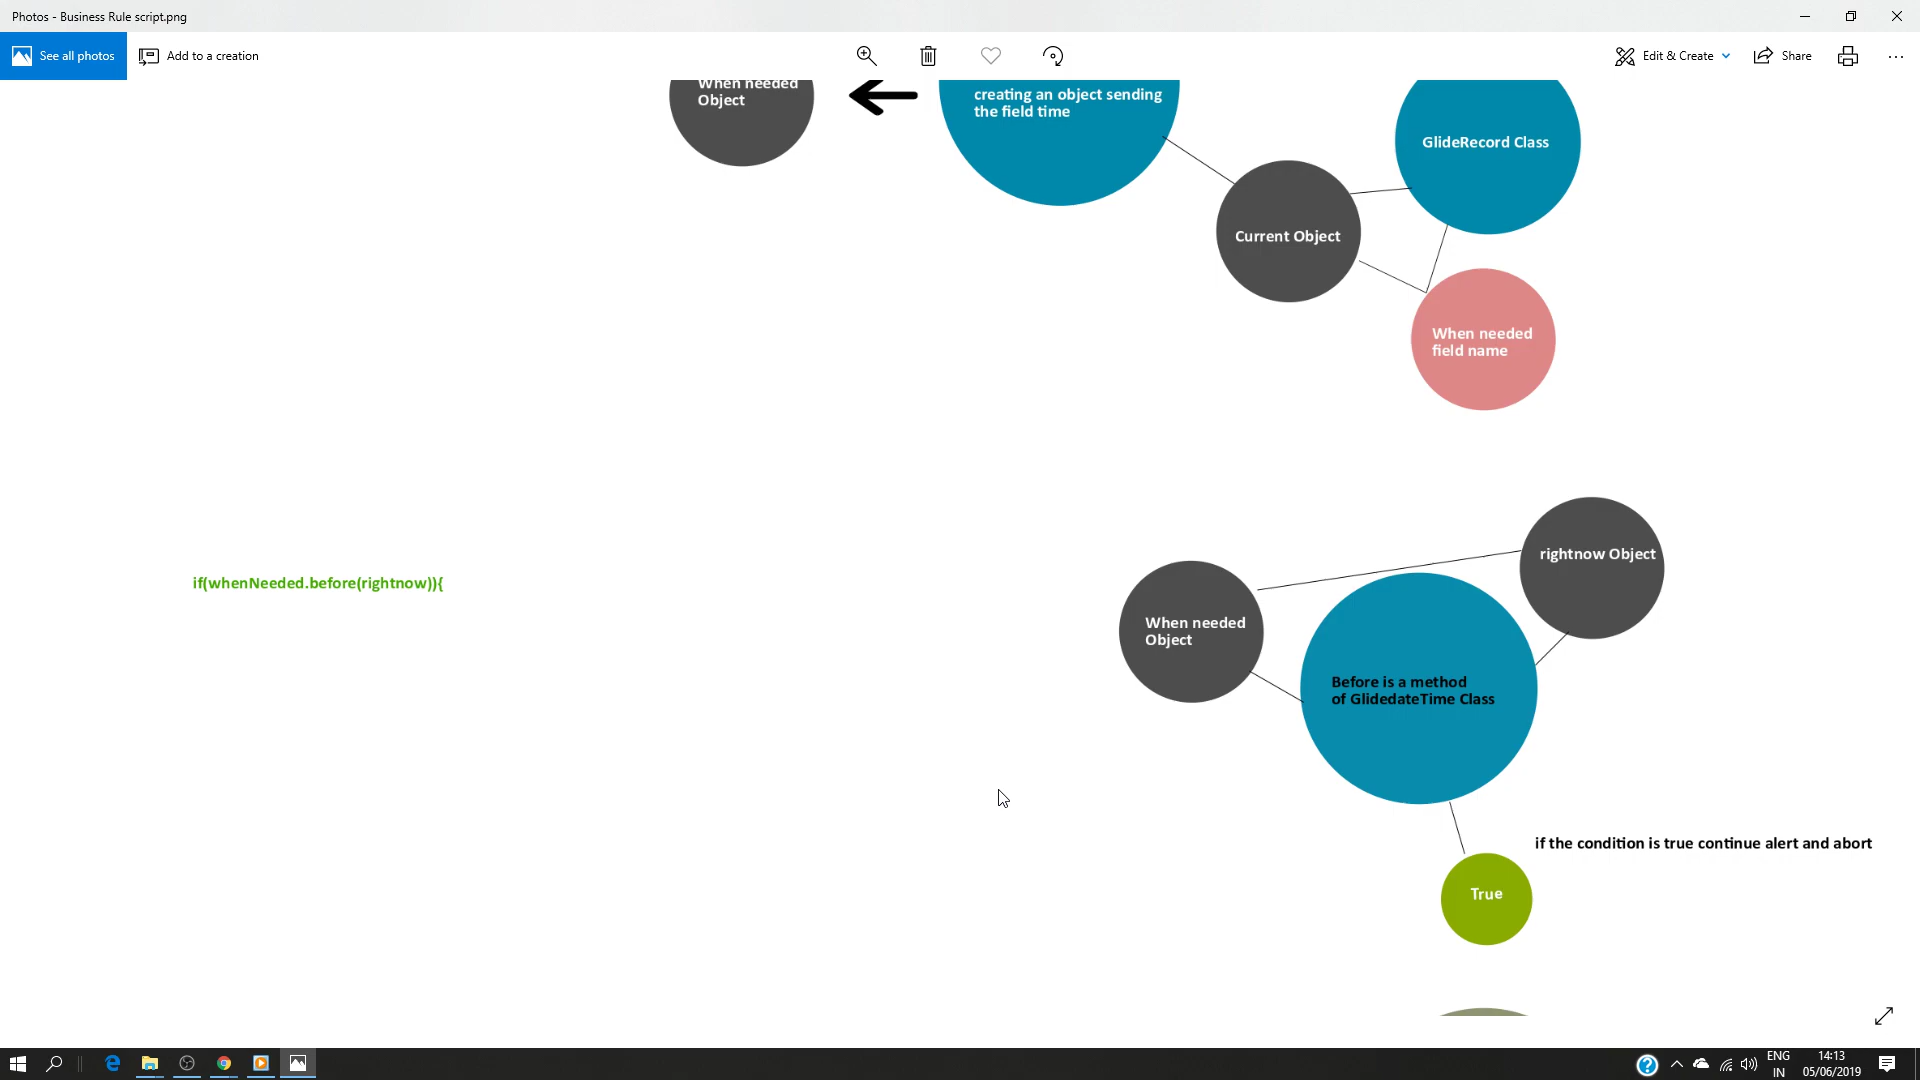 Photos - Business Rule script.png
See all photos
Add to a creation
Edit & Create
Share
When needed
Object
creating an object sending
the field time
GlideRecord Class
Current Object
When needed
field name
rightnow Object
if(whenNeeded.before(rightnow)){
When needed
Object
Before is a method
of GlidedateTime Class
if the condition is true continue alert and abort
True
ENG
IN
14:13
05/06/2019